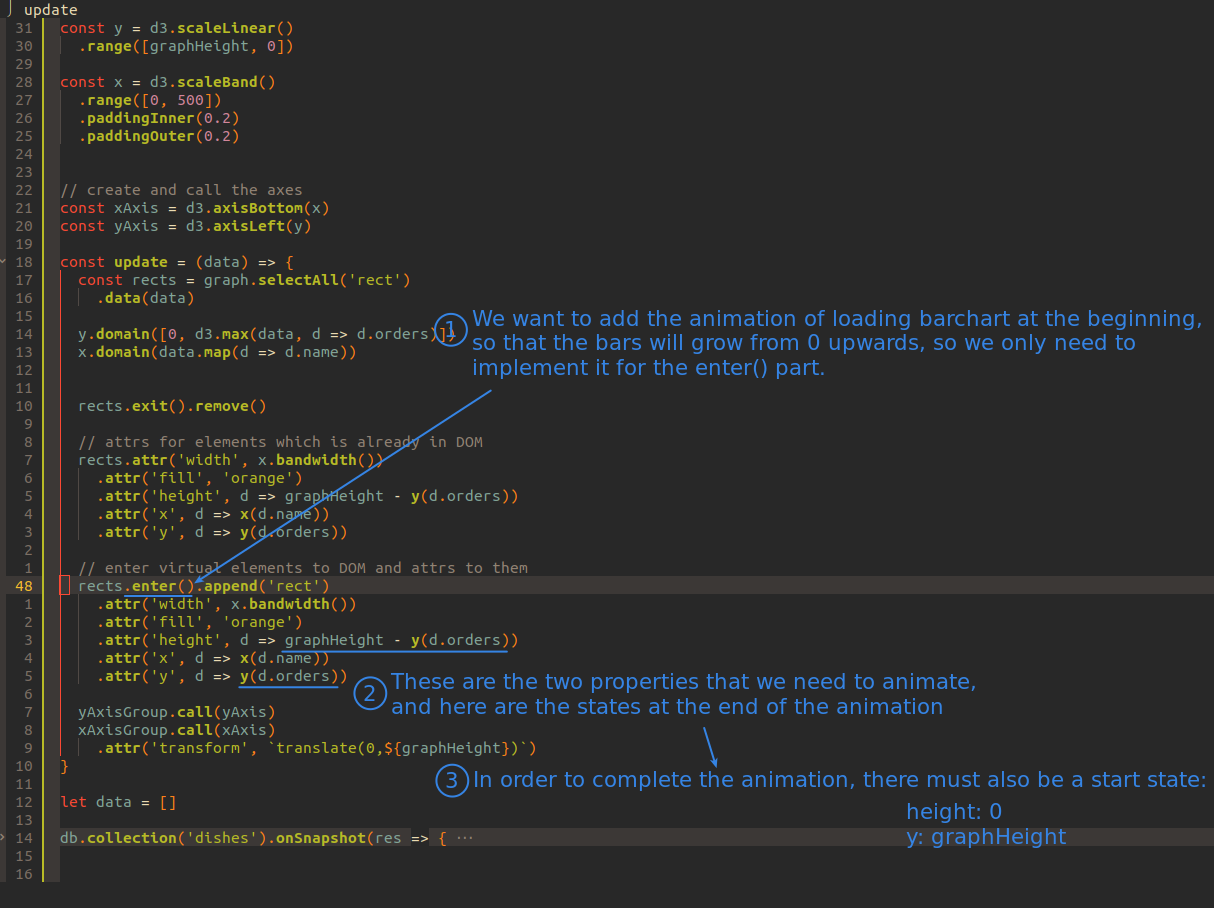 update
31 const y = d3.scaleLinear()
30 .range([graphHeight, 0])
29
28 const x = d3.scaleBand()
27 .range([0, 500])
26 .paddingInner(0.2)
25 .paddingOuter(0.2)
24
23
22 // create and call the axes
21 const xAxis = d3.axisBottom(x)
20 const yAxis = d3.axisLeft(y)
19
18 const update = (data) => {
17 const rects = graph.selectAll('rect')
16 .data(data)
15
14 y.domain([0, d3.max(data, d => d.orders)])
13 x.domain(data.map(d => d.name))
1 We want to add the animation of loading barchart at the beginning,
so that the bars will grow from 0 upwards, so we only need to
implement it for the enter() part.
12
11
10 rects.exit().remove()
9
8 // attrs for elements which is already in DOM
7 rects.attr('width', x.bandwidth())
6 .attr('fill', 'orange')
5 .attr('height', d => graphHeight - y(d.orders))
4 .attr('x', d => x(d.name))
3 .attr('y', d => y(d.orders))
2
1 // enter virtual elements to DOM and attrs to them
48 rects.enter().append('rect')
1 .attr('width', x.bandwidth())
2 .attr('fill', 'orange')
3 .attr('height', d => graphHeight - y(d.orders))
4 .attr('x', d => x(d.name))
5 .attr('y', d => y(d.orders))
2 These are the two properties that we need to animate,
and here are the states at the end of the animation
6
7 yAxisGroup.call(yAxis)
8 xAxisGroup.call(xAxis)
9 .attr('transform', `translate(0,${graphHeight})`)
10 }
3 In order to complete the animation, there must also be a start state:
height: 0
y: graphHeight
11
12 let data = []
13
14 db.collection('dishes').onSnapshot(res => { ···
15
16